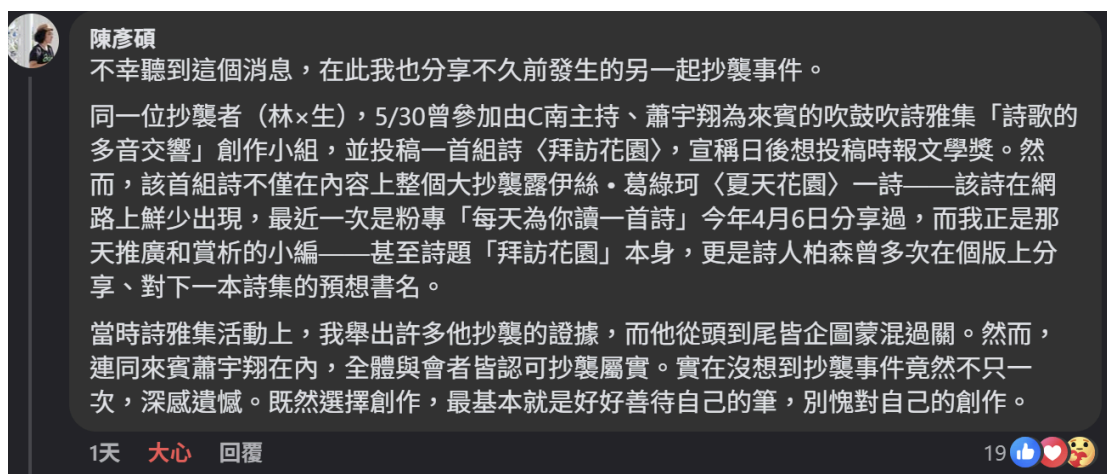 陳彥碩
不幸聽到這個消息，在此我也分享不久前發生的另一起抄襲事件。
同一位抄襲者（林×生），5/30曾參加由C南主持、蕭宇翔為來賓的吹鼓吹詩雅集「詩歌的
多音交響」創作小組，並投稿一首組詩〈拜訪花園〉，宣稱日後想投稿時報文學獎。然
而，該首組詩不僅在內容上整個大抄襲露伊絲•葛綠珂〈夏天花園〉一詩——該詩在網
路上鮮少出現，最近一次是粉專「每天為你讀一首詩」今年4月6日分享過，而我正是那
天推廣和賞析的小編——甚至詩題「拜訪花園」本身，更是詩人柏森曾多次在個版上分
享、對下一本詩集的預想書名。
當時詩雅集活動上，我舉出許多他抄襲的證據，而他從頭到尾皆企圖蒙混過關。然而，
連同來賓蕭宇翔在內，全體與會者皆認可抄襲屬實。實在沒想到抄襲事件竟然不只一
次，深感遺憾。既然選擇創作，最基本就是好好善待自己的筆，別愧對自己的創作。
1天 大心 回覆 19